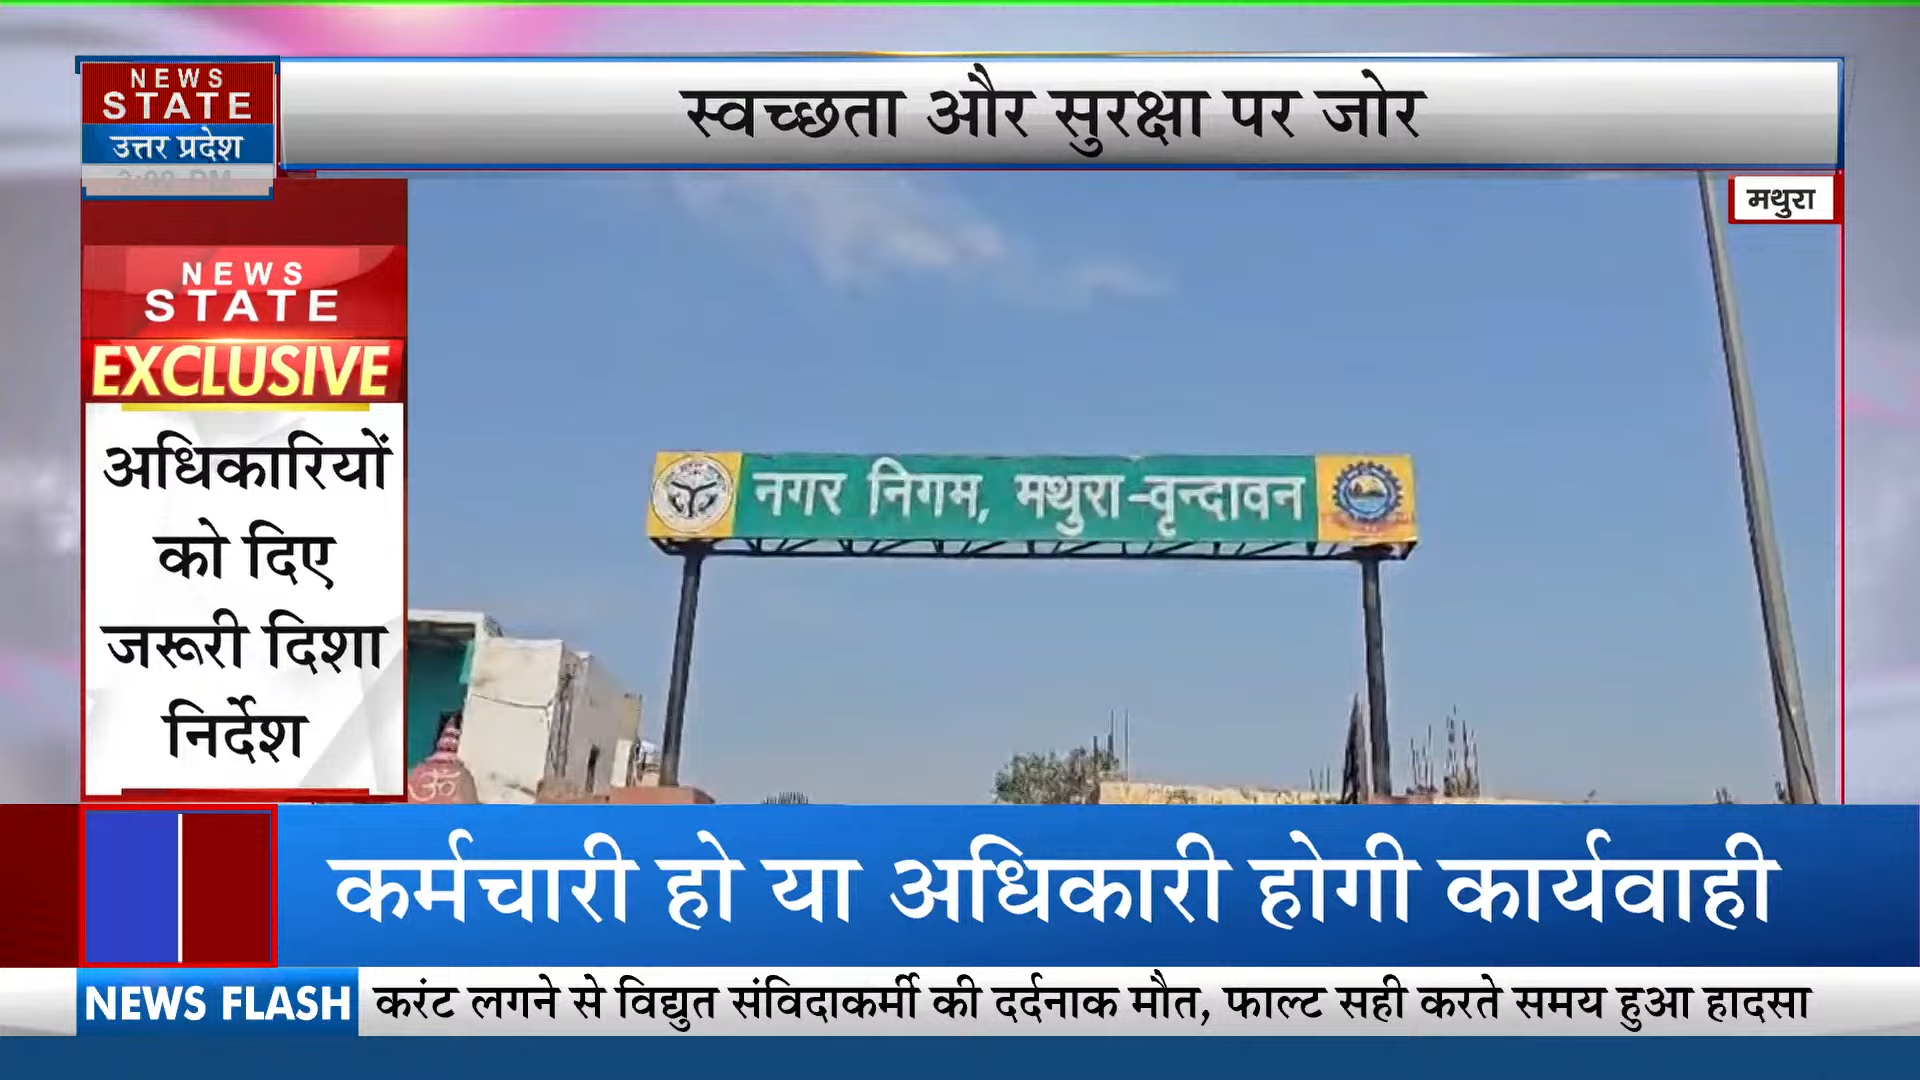 NEWS
STATE
उत्तर प्रदेश
स्वच्छता और सुरक्षा पर जोर
मथुरा
NEWS
STATE
EXCLUSIVE
अधिकारियों
को दिए
जरूरी दिशा
निर्देश
नगर निगम, मथुरा-वृन्दावन
ॐ
कर्मचारी हो या अधिकारी होगी कार्यवाही
NEWS FLASH करंट लगने से विद्युत संविदाकर्मी की दर्दनाक मौत, फाल्ट सही करते समय हुआ हादसा